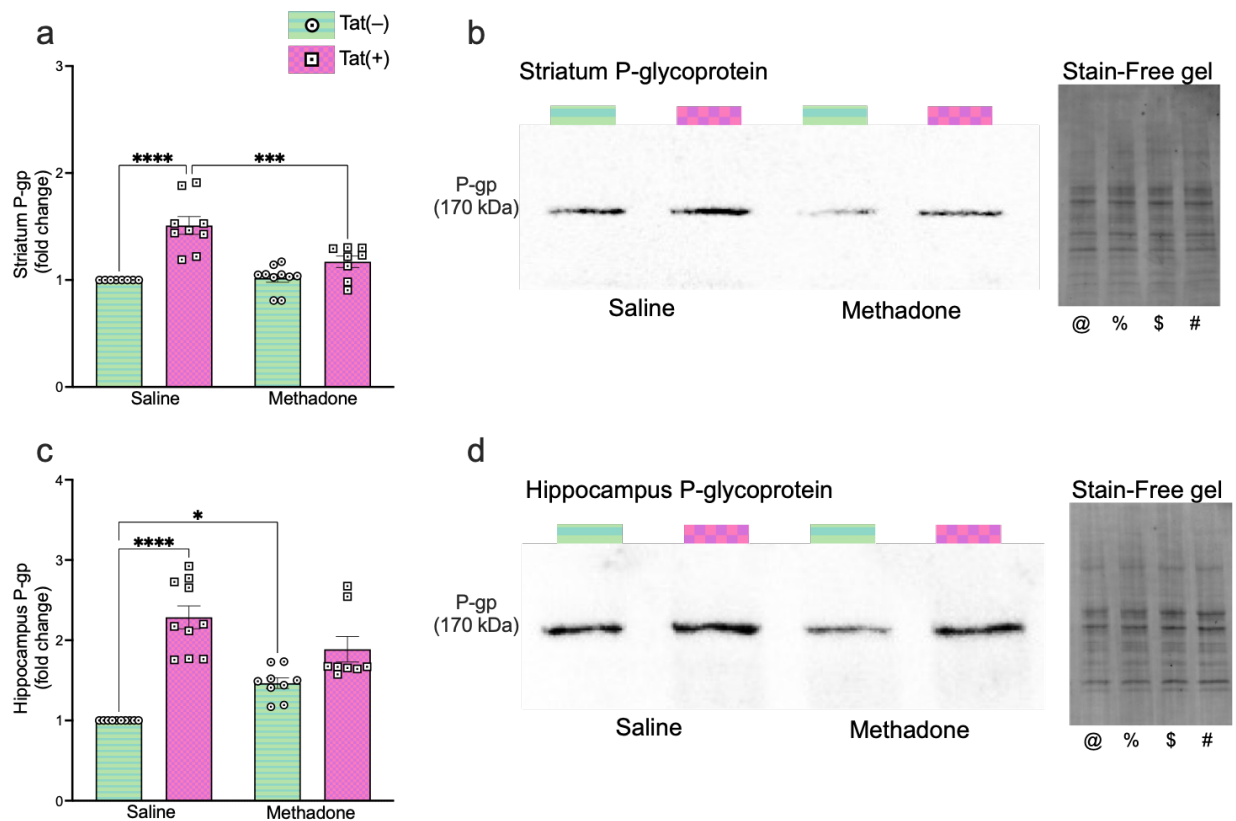 a
Tat(–)
Tat(+)
Striatum P-gp
(fold change)
3
2
1
0
****
***
Saline
Methadone
b
Striatum P-glycoprotein
P-gp
(170 kDa)
Saline
Methadone
Stain-Free gel
@ % $ #
c
Hippocampus P-gp
(fold change)
4
3
2
1
0
*
****
Saline
Methadone
d
Hippocampus P-glycoprotein
P-gp
(170 kDa)
Saline
Methadone
Stain-Free gel
@ % $ #